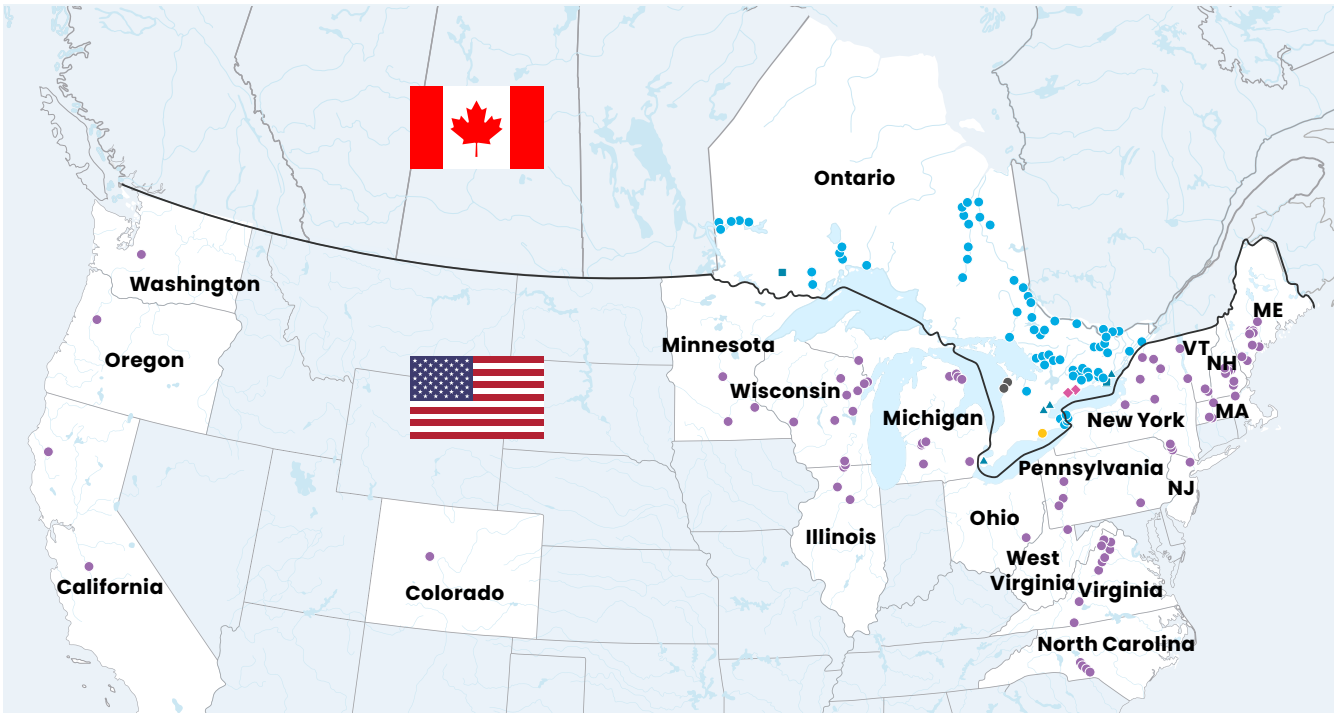 Ontario
Washington
ME
Minnesota
VT
Oregon
NH
Wisconsin
MA
Michigan
New York
Pennsylvania
NJ
Ohio
Illinois
West
Virginia
California
Colorado
Virginia
North Carolina